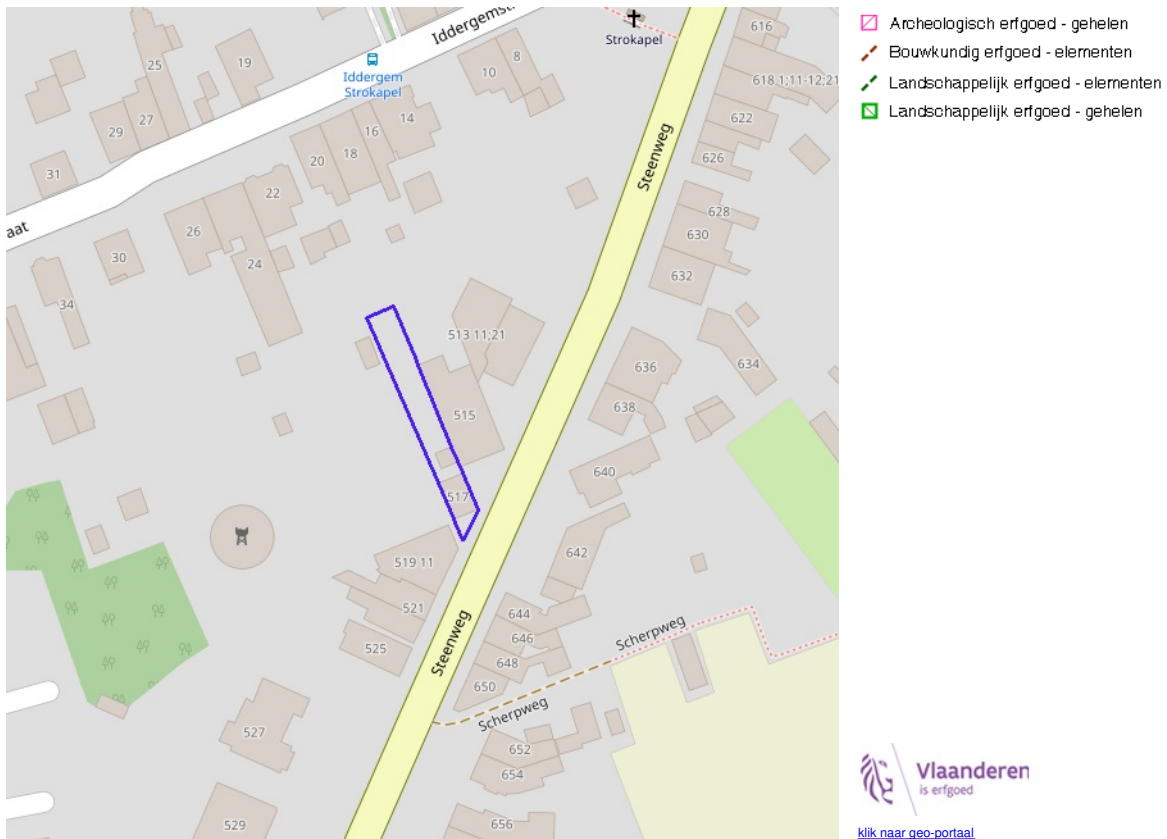 Iddergemst
Strokapel
Iddergem
Strokapel
aat
616
618 1;11-12;21
622
626
628
630
632
634
636
638
640
642
644
646
648
650
652
654
656
8
10
14
16
18
20
22
24
26
19
25
27
29
31
30
34
513 11;21
515
517
519 11
521
525
527
529
Steenweg
Steenweg
Scherpweg
Scherpweg
Archeologisch erfgoed - gehelen
Bouwkundig erfgoed - elementen
Landschappelijk erfgoed - elementen
Landschappelijk erfgoed - gehelen
Vlaanderen
is erfgoed
klik naar geo-portaal